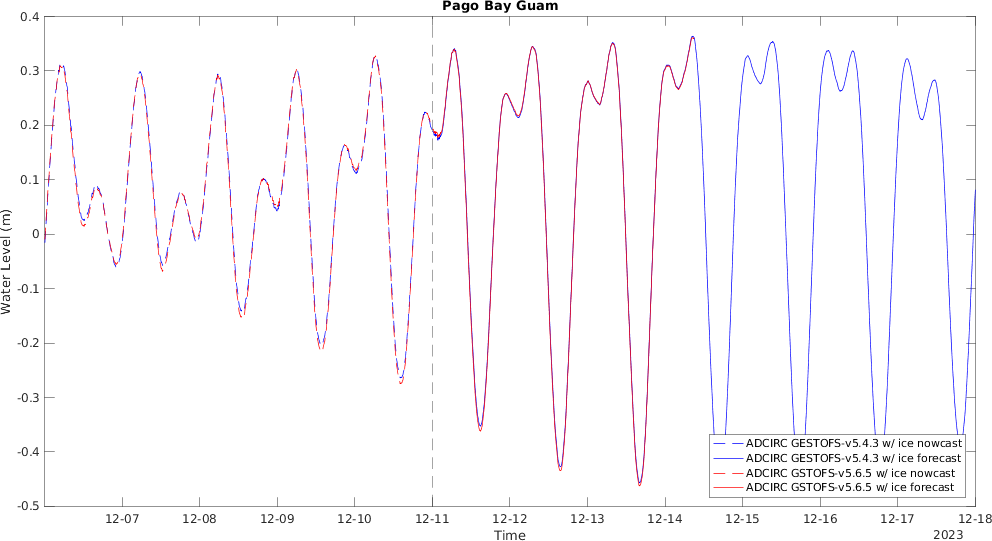 Pago Bay Guam
0.4
0.3
0.2
0.1
0
-0.1
-0.2
-0.3
-0.4
-0.5
Water Level (m)
12-07 12-08 12-09 12-10 12-11 12-12 12-13 12-14 12-15 12-16 12-17 12-18
Time
2023
ADCIRC GESTOFS-v5.4.3 w/ ice nowcast
ADCIRC GESTOFS-v5.4.3 w/ ice forecast
ADCIRC GSTOFS-v5.6.5 w/ ice nowcast
ADCIRC GSTOFS-v5.6.5 w/ ice forecast